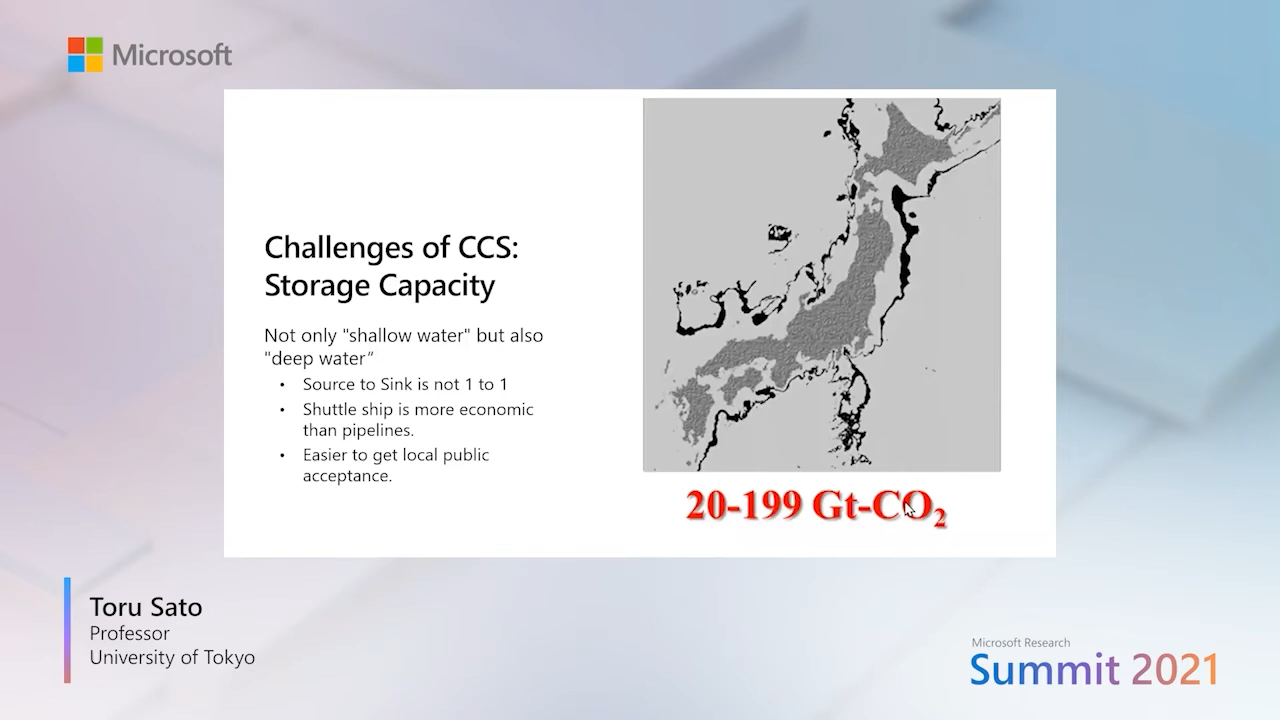 Microsoft
Challenges of CCS:
Storage Capacity
Not only "shallow water" but also
"deep water”
• Source to Sink is not 1 to 1
• Shuttle ship is more economic
than pipelines.
• Easier to get local public
acceptance.
20-199 Gt-CO₂
Toru Sato
Professor
University of Tokyo
Microsoft Research
Summit 2021